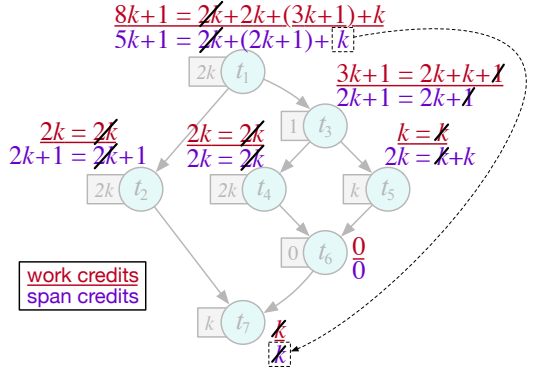 8k+1 = 2k+2k+(3k+1)+k
5k+1 = 2k+(2k+1)+ k
2k t₁
3k+1 = 2k+k+1
2k+1 = 2k+1
1 t₃
2k = 2k
2k+1 = 2k+1
2k = 2k
2k = 2k
k = k
2k = k+k
2k t₂
2k t₄
k t₅
0 t₆
0
0
work credits
span credits
k t₇
k
k